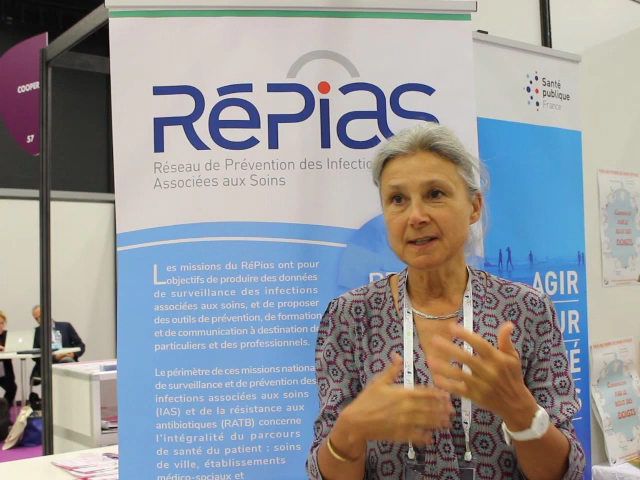 COOPER
57
RéPias
Réseau de Prévention des Infectio
Associées aux Soins
Les missions du RéPias ont pour
objectifs de produire des données
de surveillance des infections
associées aux soins, et de proposer
des outils de prévention, de formation
et de communication à destination de
particuliers et des professionnels.
Le périmètre de ces missions national
de surveillance et de prévention des
infections associées aux soins
(IAS) et de la résistance aux
antibiotiques (RATB) concerne
l'intégralité du parcours
de santé du patient : soins
de ville, établissements
médico-sociaux et
Santé
publique
France
AGIR
UR
É
S